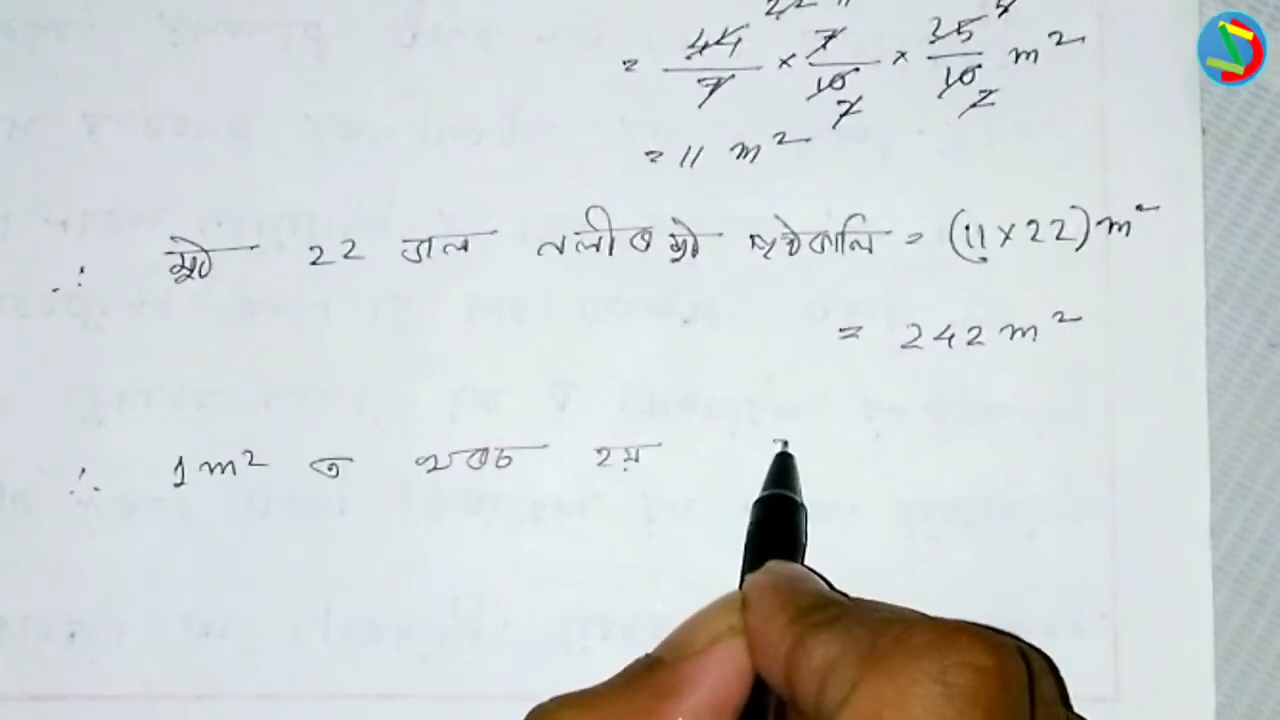 = 44/7 × 7/10 × 35/10 m²
= 11 m²
∴ মুঠ 22 ডাল নলীৰ মুঠ পৃষ্ঠকালি = (11 × 22) m²
= 242 m²
∴ 1 m² ত খৰচ হয়